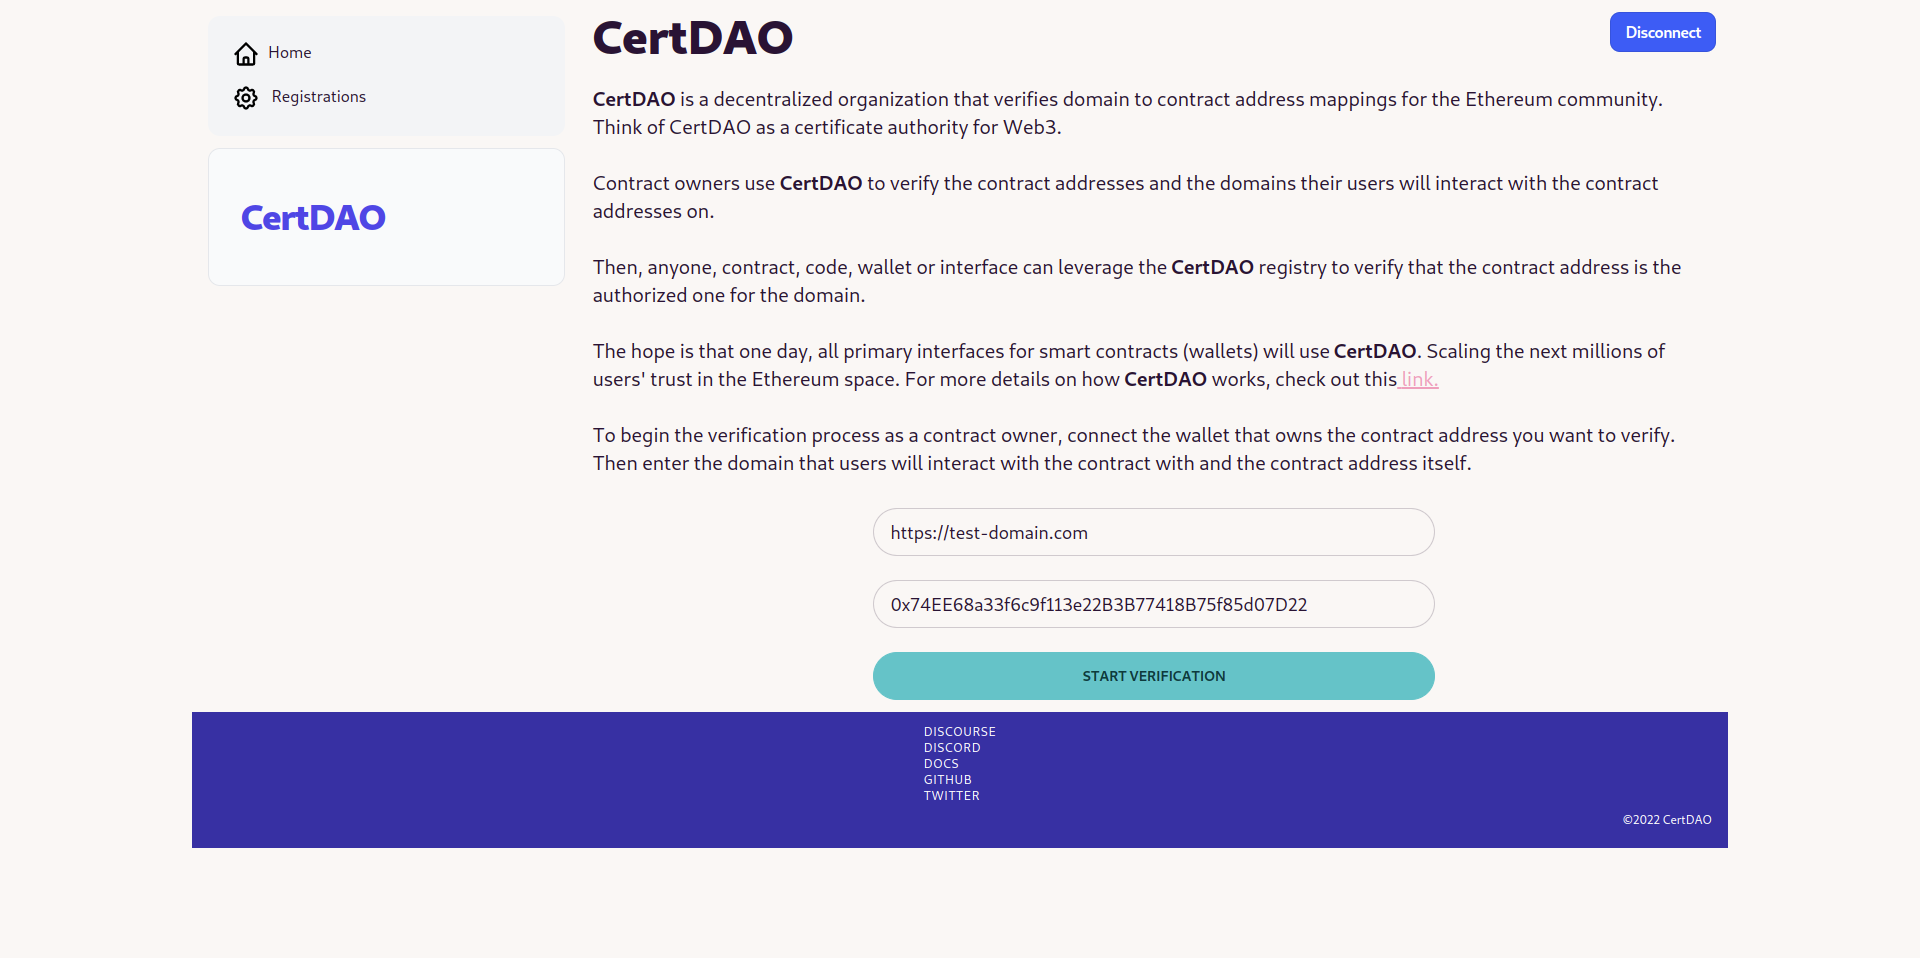 Home
Registrations
CertDAO
CertDAO
Disconnect
CertDAO is a decentralized organization that verifies domain to contract address mappings for the Ethereum community.
Think of CertDAO as a certificate authority for Web3.
Contract owners use CertDAO to verify the contract addresses and the domains their users will interact with the contract
addresses on.
Then, anyone, contract, code, wallet or interface can leverage the CertDAO registry to verify that the contract address is the
authorized one for the domain.
The hope is that one day, all primary interfaces for smart contracts (wallets) will use CertDAO. Scaling the next millions of
users' trust in the Ethereum space. For more details on how CertDAO works, check out this link.
To begin the verification process as a contract owner, connect the wallet that owns the contract address you want to verify.
Then enter the domain that users will interact with the contract with and the contract address itself.
https://test-domain.com
0x74EE68a33f6c9f113e22B3B77418B75f85d07D22
START VERIFICATION
DISCOURSE
DISCORD
DOCS
GITHUB
TWITTER
©2022 CertDAO